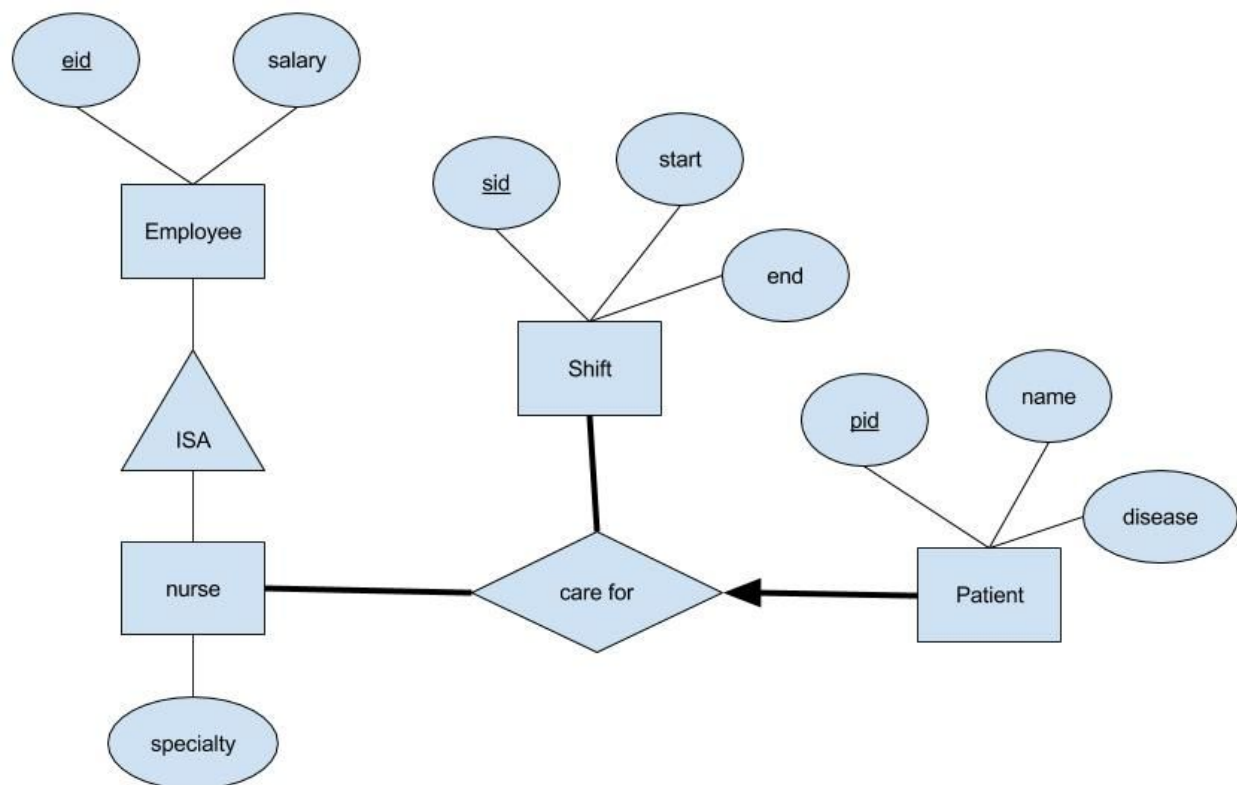 eid
salary
sid
start
Employee
end
Shift
pid
name
ISA
disease
nurse
care for
Patient
specialty